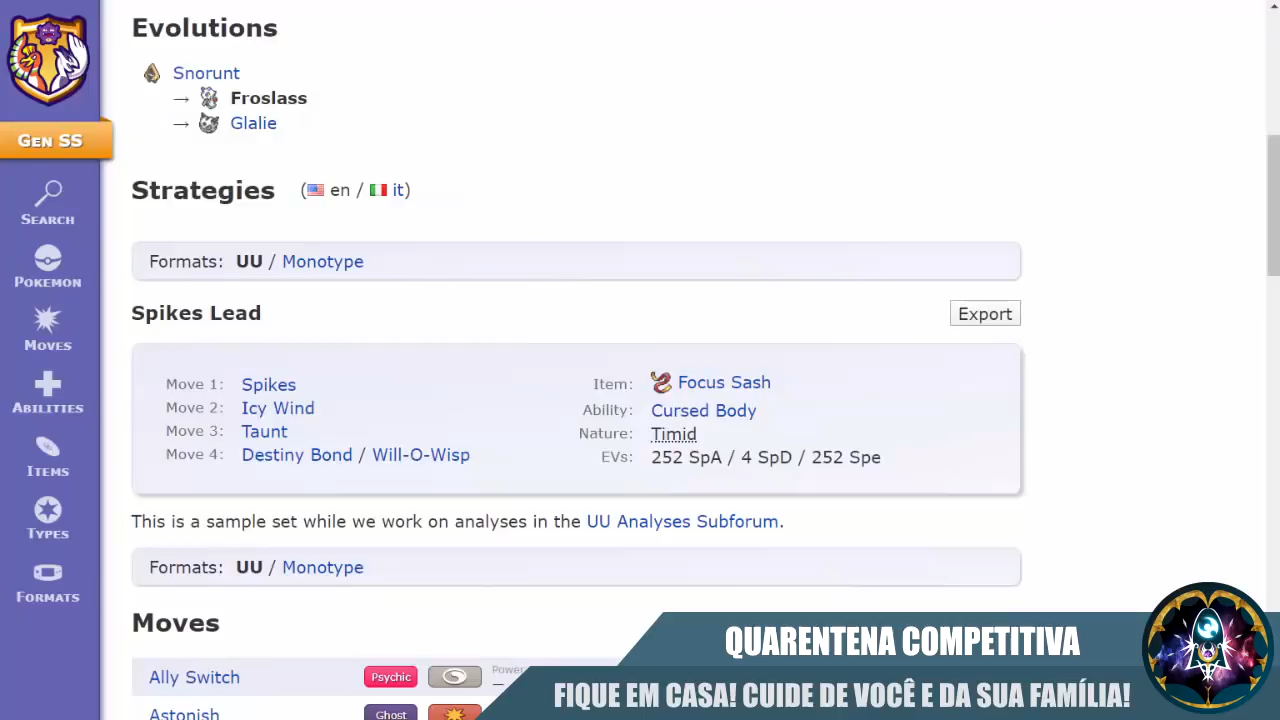 Evolutions
Snorunt
→ Froslass
→ Glalie
GEN SS
SEARCH
POKEMON
MOVES
ABILITIES
ITEMS
TYPES
FORMATS
Strategies (en / it)
Formats: UU / Monotype
Spikes Lead
Export
Move 1: Spikes
Move 2: Icy Wind
Move 3: Taunt
Move 4: Destiny Bond / Will-O-Wisp
Item: Focus Sash
Ability: Cursed Body
Nature: Timid
EVs: 252 SpA / 4 SpD / 252 Spe
This is a sample set while we work on analyses in the UU Analyses Subforum.
Formats: UU / Monotype
Moves
Ally Switch Psychic Power —
Astonish Ghost
QUARENTENA COMPETITIVA
FIQUE EM CASA! CUIDE DE VOCÊ E DA SUA FAMÍLIA!